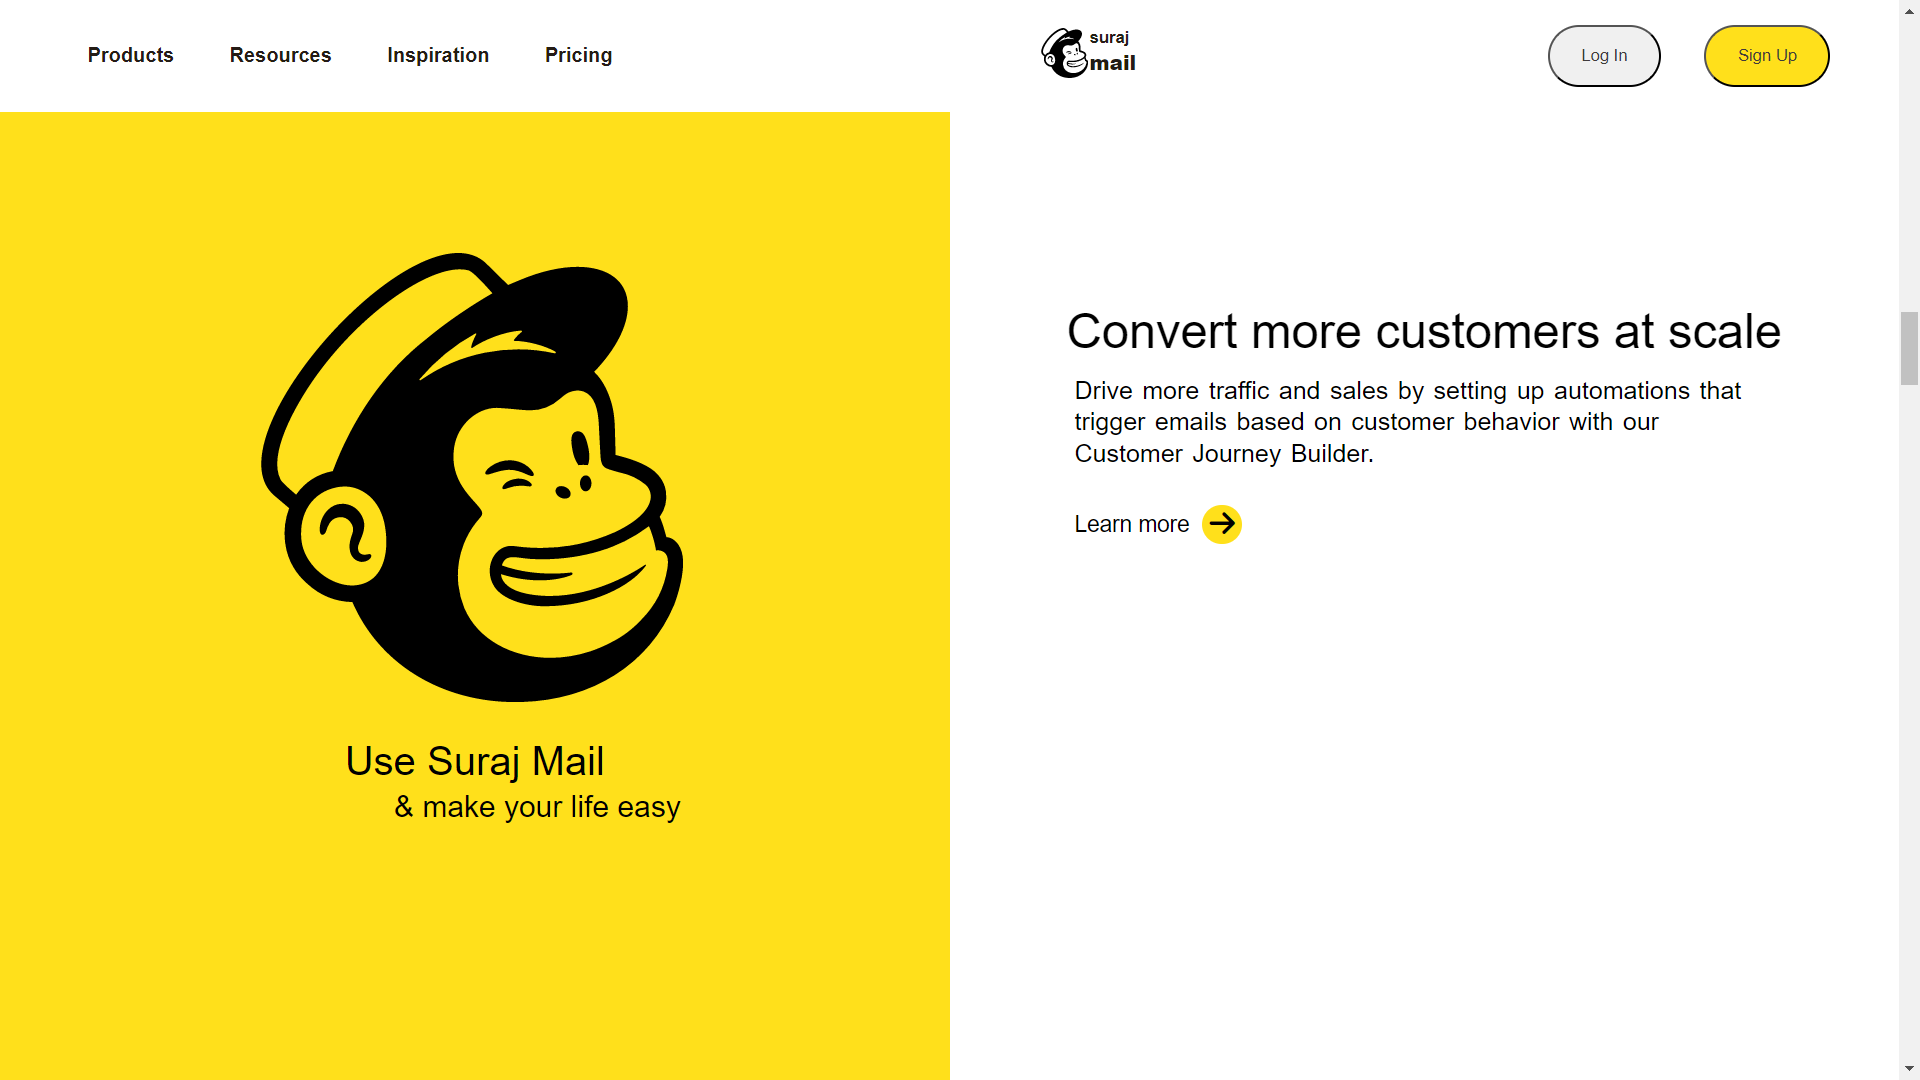 Products Resources Inspiration Pricing
suraj
mail
Log In
Sign Up
Use Suraj Mail
& make your life easy
Convert more customers at scale
Drive more traffic and sales by setting up automations that
trigger emails based on customer behavior with our
Customer Journey Builder.
Learn more